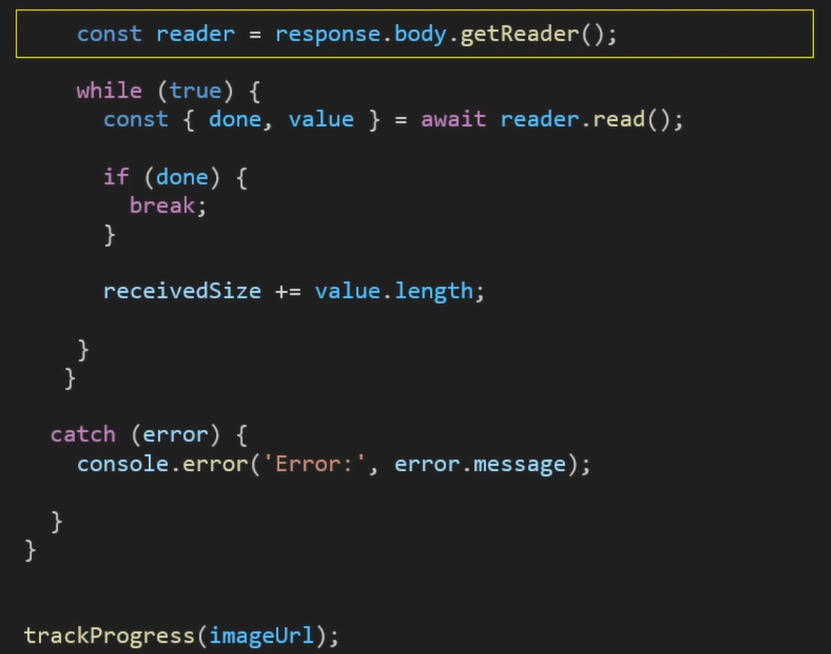 const reader = response.body.getReader();
while (true) {
const { done, value } = await reader.read();
if (done) {
break;
}
receivedSize += value.length;
}
}
catch (error) {
console.error('Error:', error.message);
}
}
trackProgress(imageUrl);